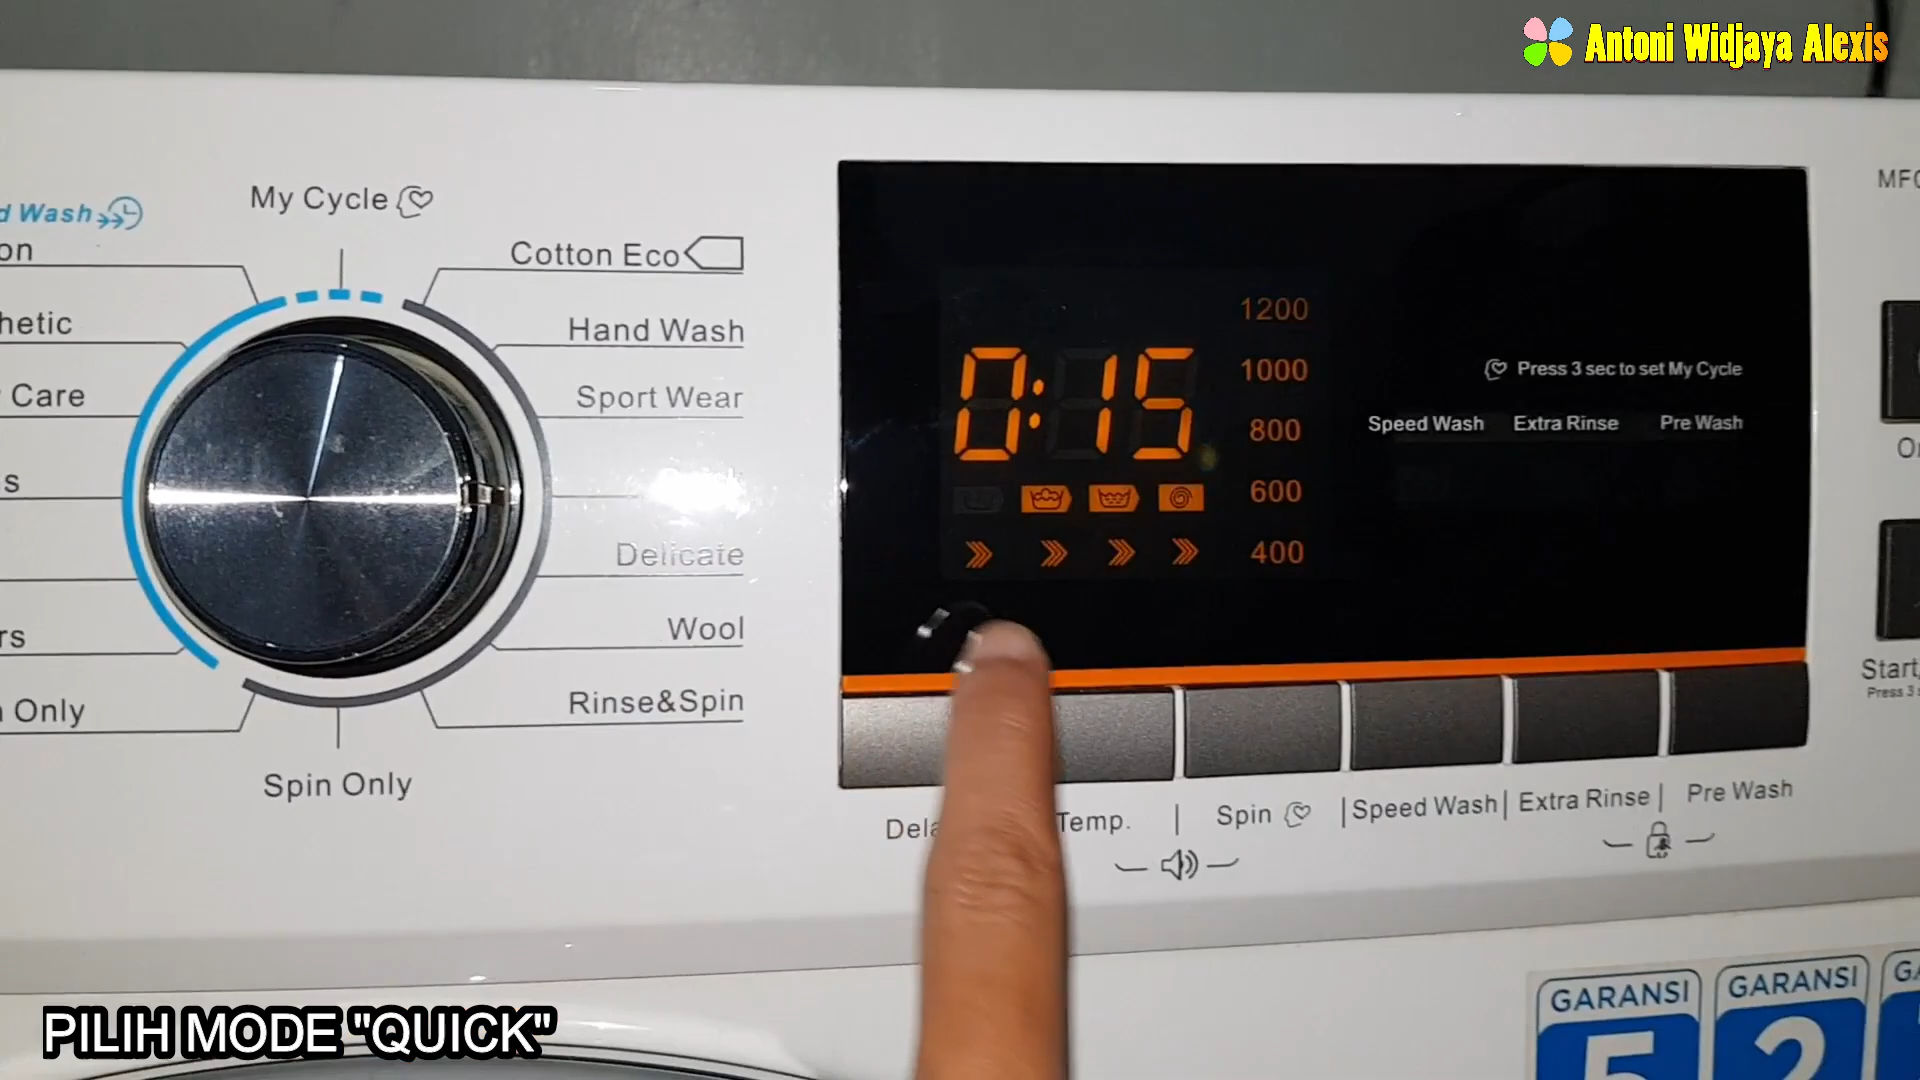 Antoni Widjaya Alexis
MFC
d Wash
My Cycle
on
Cotton Eco
hetic
Hand Wash
Care
Sport Wear
s
Delicate
rs
Wool
n Only
Rinse&Spin
Spin Only
1200
0:15
1000
800
600
400
Press 3 sec to set My Cycle
Speed Wash Extra Rinse Pre Wash
Start
Press 3 s
Dela Temp. | Spin | Speed Wash | Extra Rinse | Pre Wash
GARANSI
5
GARANSI
2
GA
PILIH MODE "QUICK"